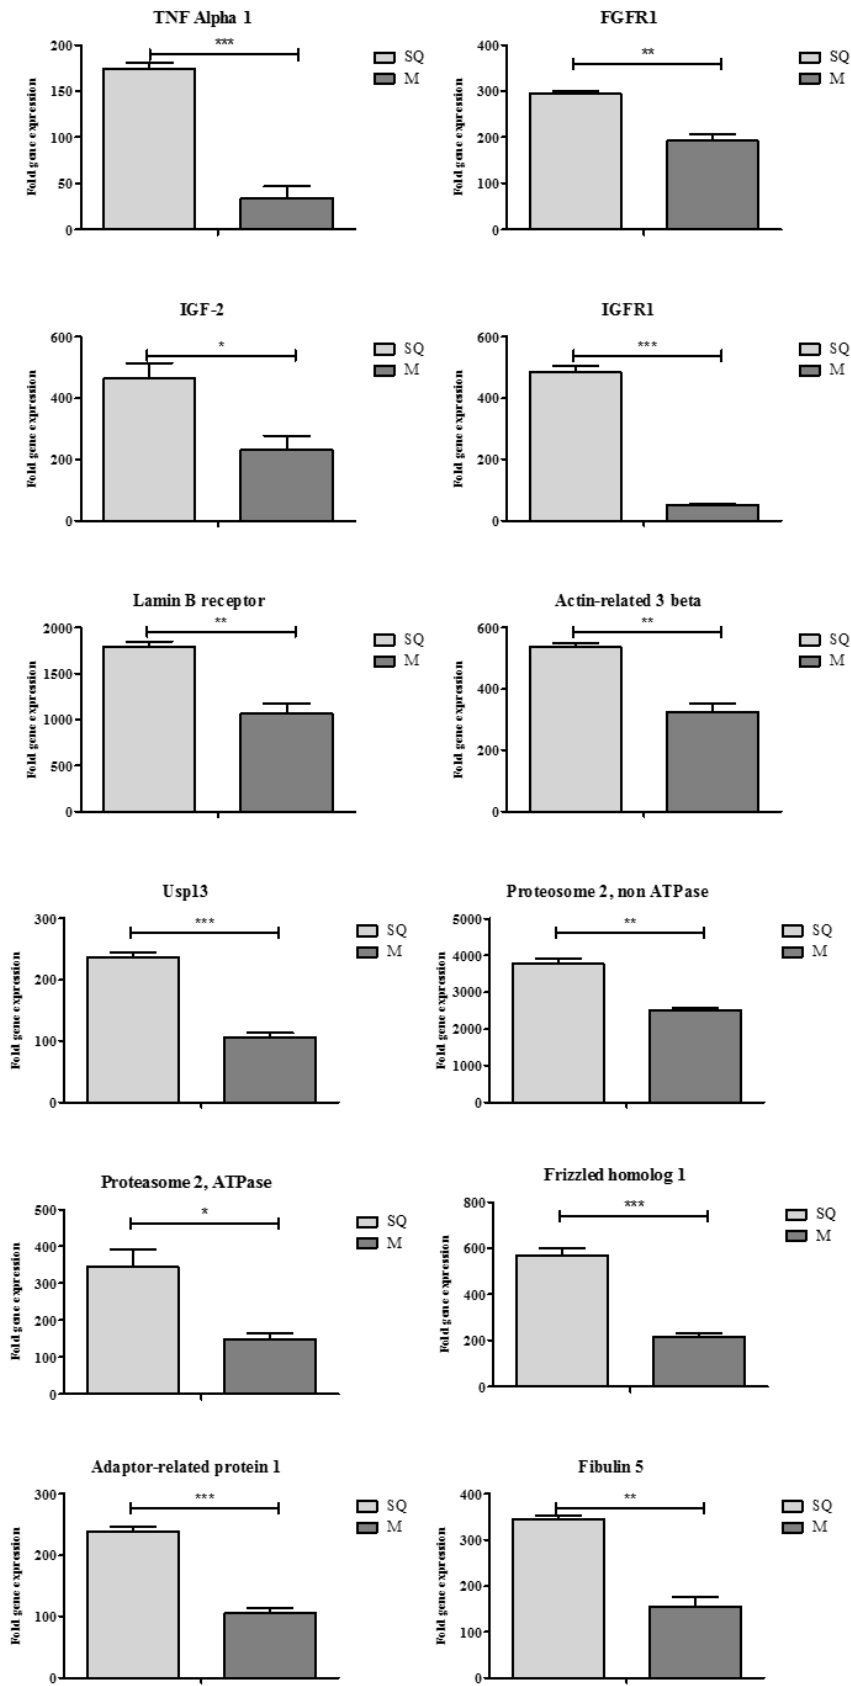 TNF Alpha 1
***
SQ
M
Fold gene expression
200
150
100
50
0
FGFR1
**
SQ
M
Fold gene expression
400
300
200
100
0
IGF-2
*
SQ
M
Fold gene expression
600
400
200
0
IGFR1
***
SQ
M
Fold gene expression
600
400
200
0
Lamin B receptor
**
SQ
M
Fold gene expression
2000
1500
1000
500
0
Actin-related 3 beta
**
SQ
M
Fold gene expression
600
400
200
0
Usp13
***
SQ
M
Fold gene expression
300
200
100
0
Proteosome 2, non ATPase
**
SQ
M
Fold gene expression
5000
4000
3000
2000
1000
0
Proteasome 2, ATPase
*
SQ
M
Fold gene expression
500
400
300
200
100
0
Frizzled homolog 1
***
SQ
M
Fold gene expression
800
600
400
200
0
Adaptor-related protein 1
***
SQ
M
Fold gene expression
300
200
100
0
Fibulin 5
**
SQ
M
Fold gene expression
400
300
200
100
0